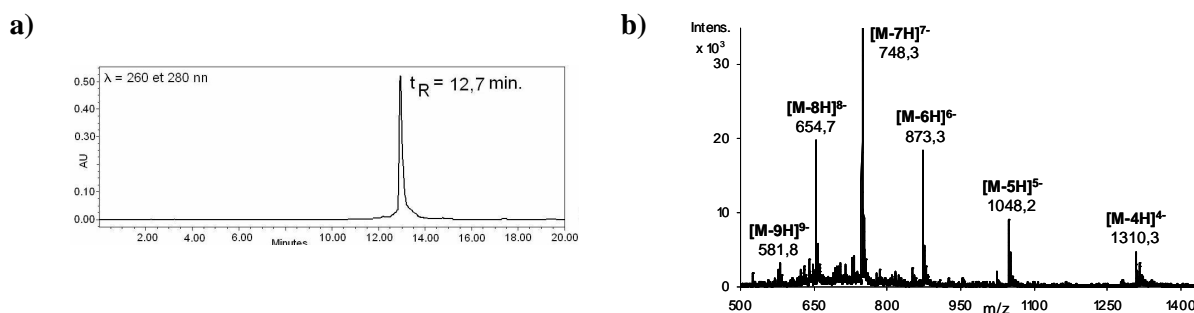 a)
λ = 260 et 280 nn
tR = 12,7 min.
AU
0.50
0.40
0.30
0.20
0.10
0.00
2.00 4.00 6.00 8.00 10.00 12.00 14.00 16.00 18.00 20.00
Minutes
b)
Intens.
x 10³
30
20
10
0
[M-9H]9-
581,8
[M-8H]8-
654,7
[M-7H]7-
748,3
[M-6H]6-
873,3
[M-5H]5-
1048,2
[M-4H]4-
1310,3
500 650 800 950 1100 1250 1400
m/z